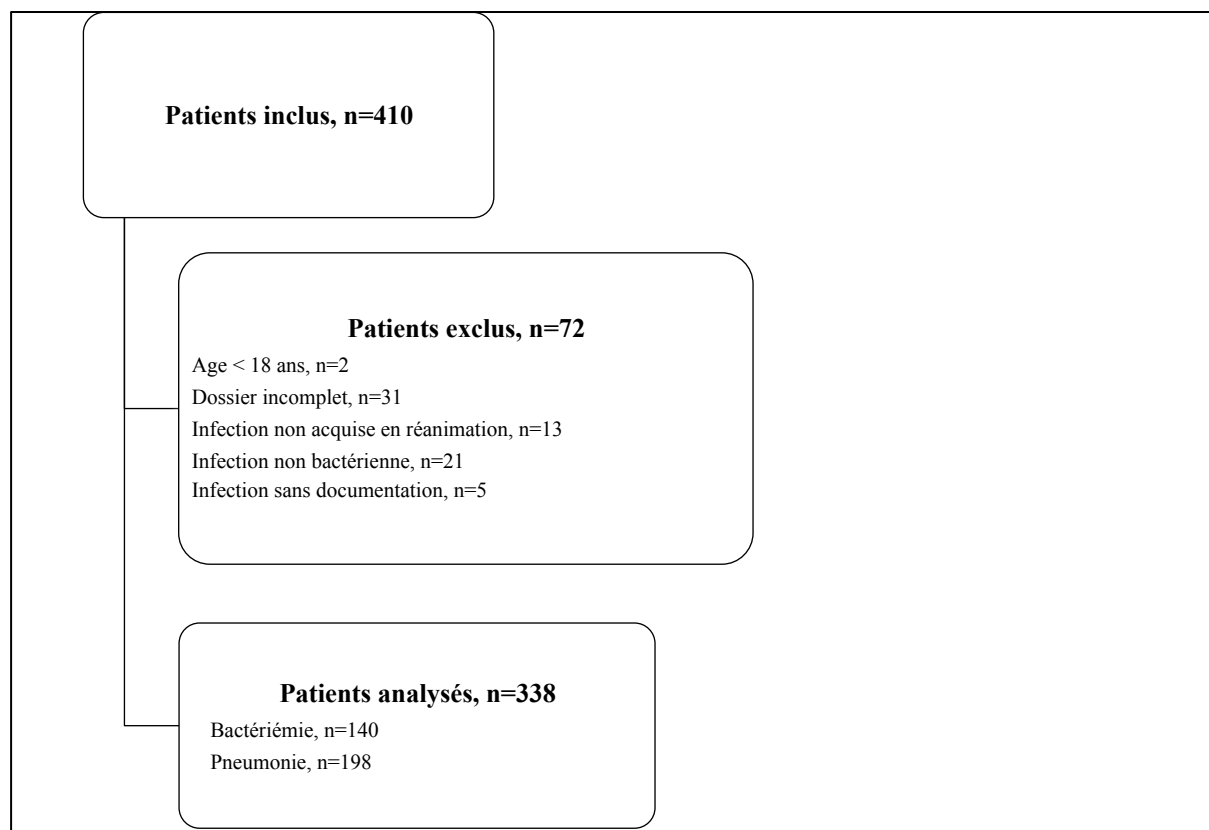 Patients inclus, n=410
Patients exclus, n=72
Age < 18 ans, n=2
Dossier incomplet, n=31
Infection non acquise en réanimation, n=13
Infection non bactérienne, n=21
Infection sans documentation, n=5
Patients analysés, n=338
Bactériémie, n=140
Pneumonie, n=198